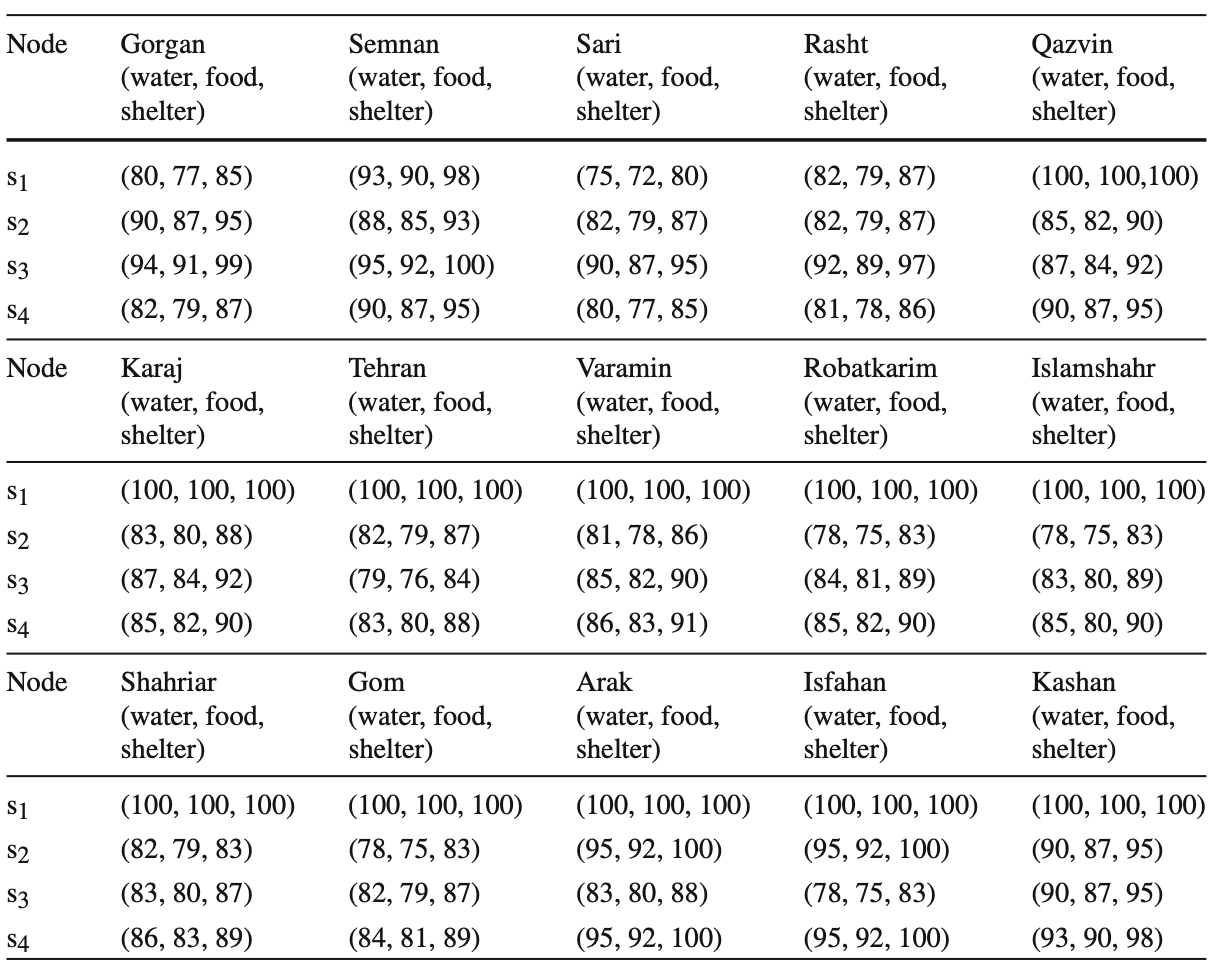 Node Gorgan Semnan Sari Rasht Qazvin
(water, food, (water, food, (water, food, (water, food, (water, food,
shelter) shelter) shelter) shelter) shelter)
s1 (80, 77, 85) (93, 90, 98) (75, 72, 80) (82, 79, 87) (100, 100,100)
s2 (90, 87, 95) (88, 85, 93) (82, 79, 87) (82, 79, 87) (85, 82, 90)
s3 (94, 91, 99) (95, 92, 100) (90, 87, 95) (92, 89, 97) (87, 84, 92)
s4 (82, 79, 87) (90, 87, 95) (80, 77, 85) (81, 78, 86) (90, 87, 95)
Node Karaj Tehran Varamin Robatkarim Islamshahr
(water, food, (water, food, (water, food, (water, food, (water, food,
shelter) shelter) shelter) shelter) shelter)
s1 (100, 100, 100) (100, 100, 100) (100, 100, 100) (100, 100, 100) (100, 100, 100)
s2 (83, 80, 88) (82, 79, 87) (81, 78, 86) (78, 75, 83) (78, 75, 83)
s3 (87, 84, 92) (79, 76, 84) (85, 82, 90) (84, 81, 89) (83, 80, 89)
s4 (85, 82, 90) (83, 80, 88) (86, 83, 91) (85, 82, 90) (85, 80, 90)
Node Shahriar Gom Arak Isfahan Kashan
(water, food, (water, food, (water, food, (water, food, (water, food,
shelter) shelter) shelter) shelter) shelter)
s1 (100, 100, 100) (100, 100, 100) (100, 100, 100) (100, 100, 100) (100, 100, 100)
s2 (82, 79, 83) (78, 75, 83) (95, 92, 100) (95, 92, 100) (90, 87, 95)
s3 (83, 80, 87) (82, 79, 87) (83, 80, 88) (78, 75, 83) (90, 87, 95)
s4 (86, 83, 89) (84, 81, 89) (95, 92, 100) (95, 92, 100) (93, 90, 98)